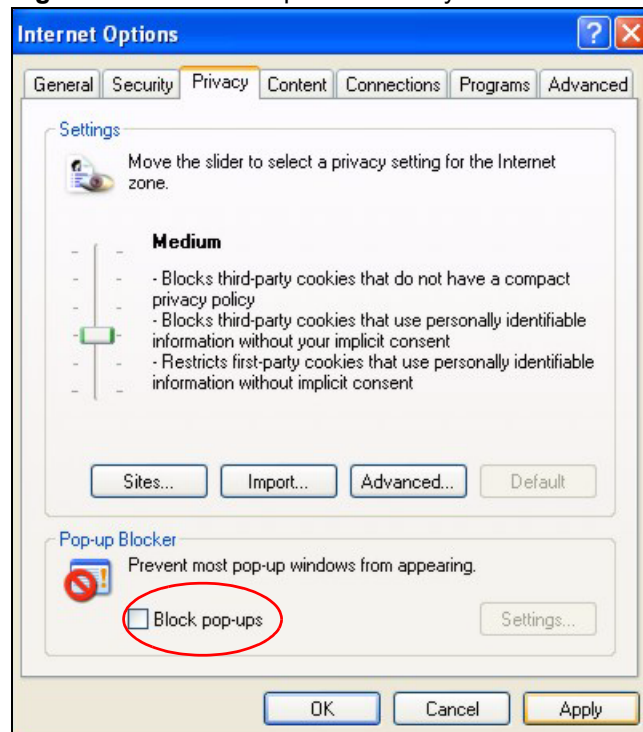 Internet Options
General Security Privacy Content Connections Programs Advanced
Settings
Move the slider to select a privacy setting for the Internet
zone.
Medium
- Blocks third-party cookies that do not have a compact
privacy policy
- Blocks third-party cookies that use personally identifiable
information without your implicit consent
- Restricts first-party cookies that use personally identifiable
information without implicit consent
Sites... Import... Advanced... Default
Pop-up Blocker
Prevent most pop-up windows from appearing.
Block pop-ups Settings...
OK Cancel Apply